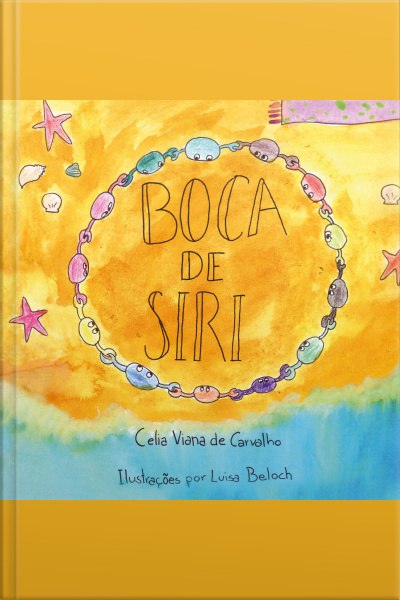 BOCA
DE
SIRI
Celia Viana de Carvalho
Ilustrações por Luisa Beloch